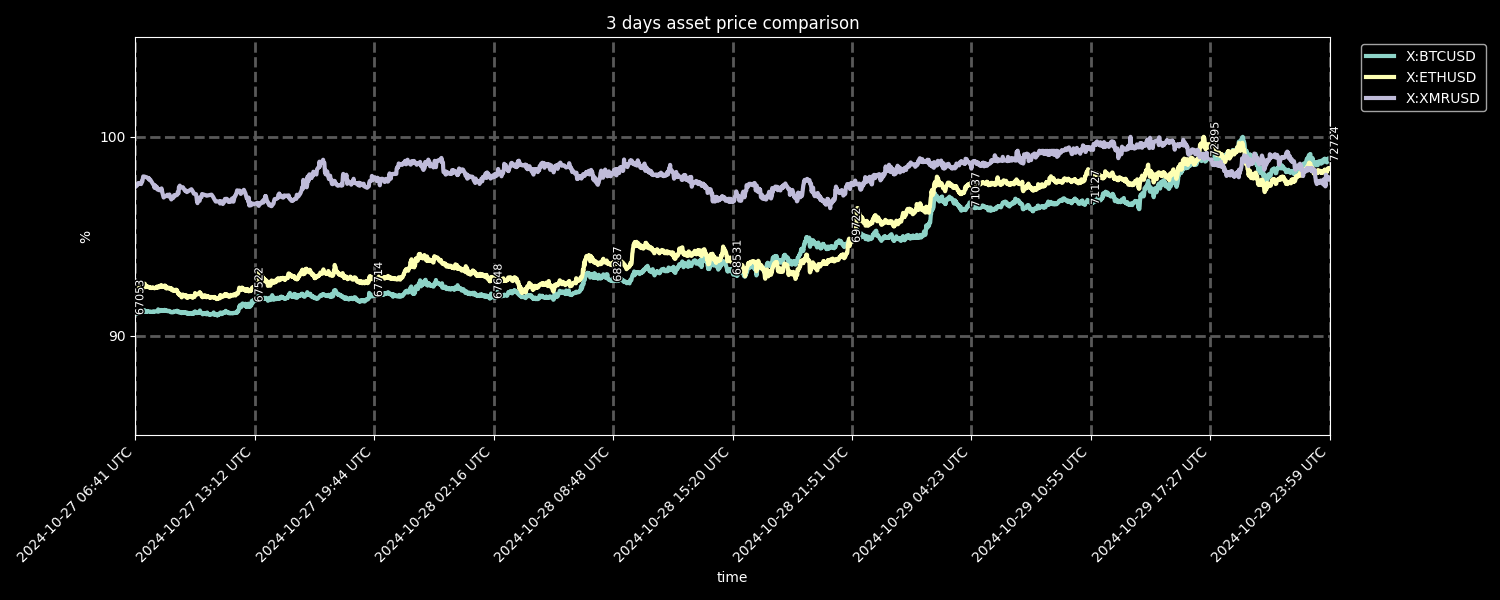 3 days asset price comparison
X:BTCUSD
X:ETHUSD
X:XMRUSD
100
90
%
67053
67522
67714
67648
68287
68531
69722
71037
71127
72895
72724
2024-10-27 06:41 UTC
2024-10-27 13:12 UTC
2024-10-27 19:44 UTC
2024-10-28 02:16 UTC
2024-10-28 08:48 UTC
2024-10-28 15:20 UTC
2024-10-28 21:51 UTC
2024-10-29 04:23 UTC
2024-10-29 10:55 UTC
2024-10-29 17:27 UTC
2024-10-29 23:59 UTC
time